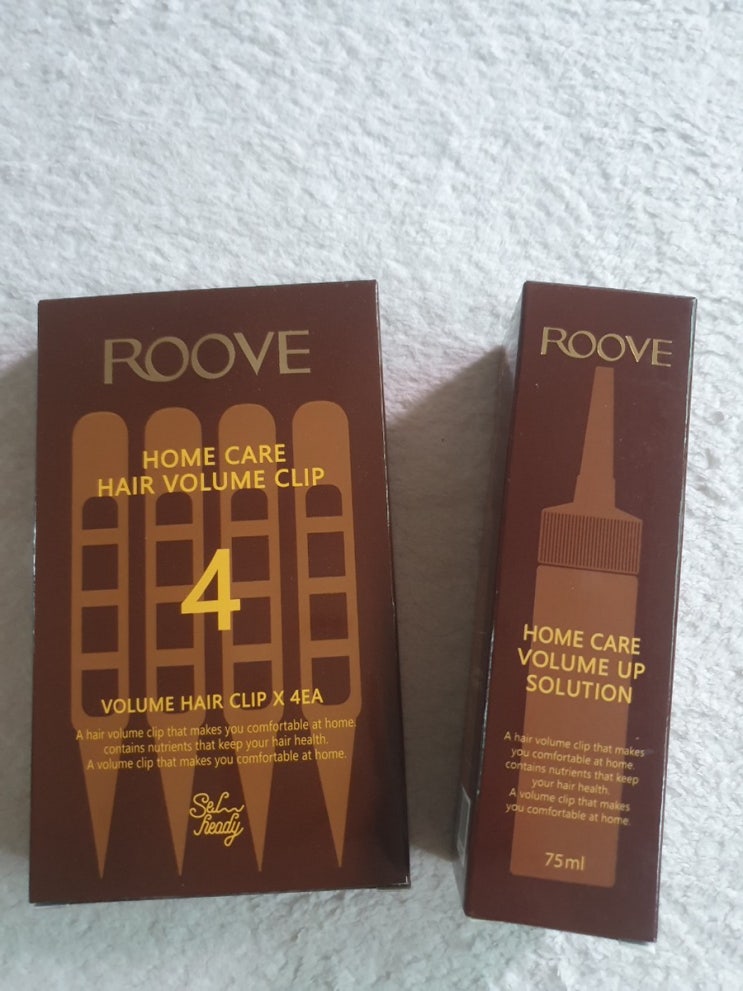 ROOVE
HOME CARE
HAIR VOLUME CLIP
4
VOLUME HAIR CLIP X 4EA
A hair volume clip that makes you comfortable at home.
contains nutrients that keep your hair health.
A volume clip that makes you comfortable at home.
Self
ready
ROOVE
HOME CARE
VOLUME UP
SOLUTION
A hair volume clip that makes
you comfortable at home.
contains nutrients that keep
your hair health.
A volume clip that makes
you comfortable at home.
75ml